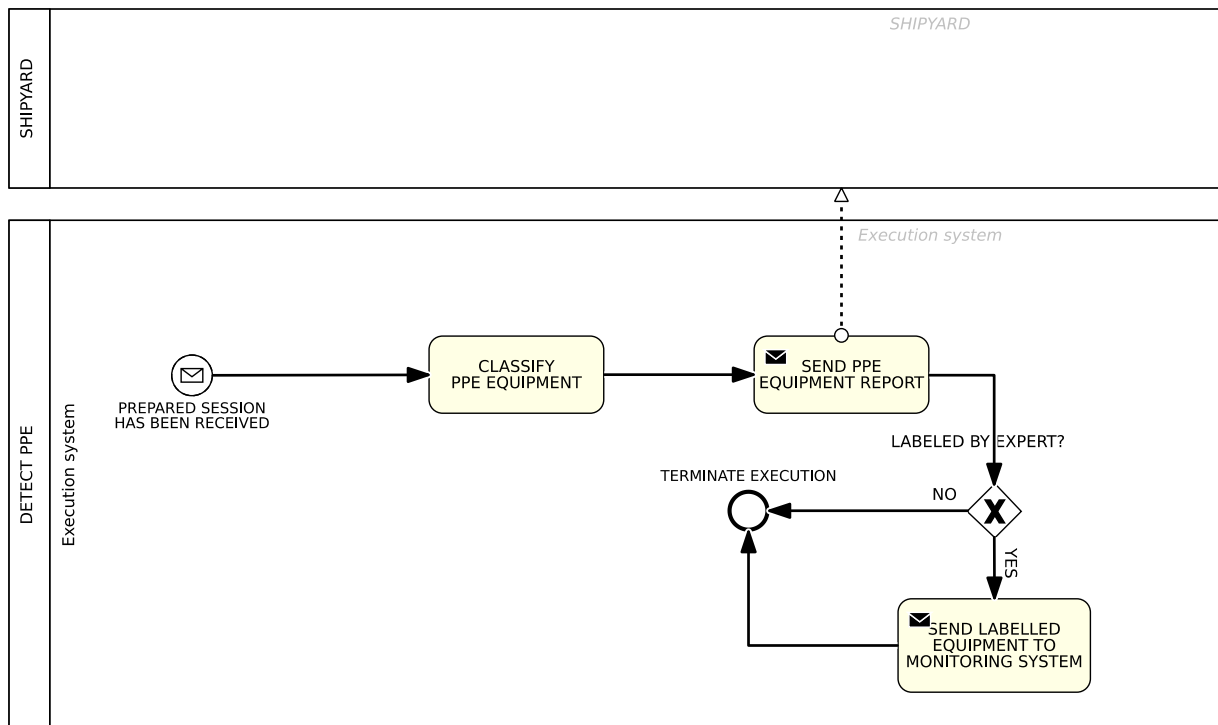 SHIPYARD
SHIPYARD
DETECT PPE
Execution system
Execution system
PREPARED SESSION
HAS BEEN RECEIVED
CLASSIFY
PPE EQUIPMENT
SEND PPE
EQUIPMENT REPORT
LABELED BY EXPERT?
TERMINATE EXECUTION
NO
X
YES
SEND LABELLED
EQUIPMENT TO
MONITORING SYSTEM